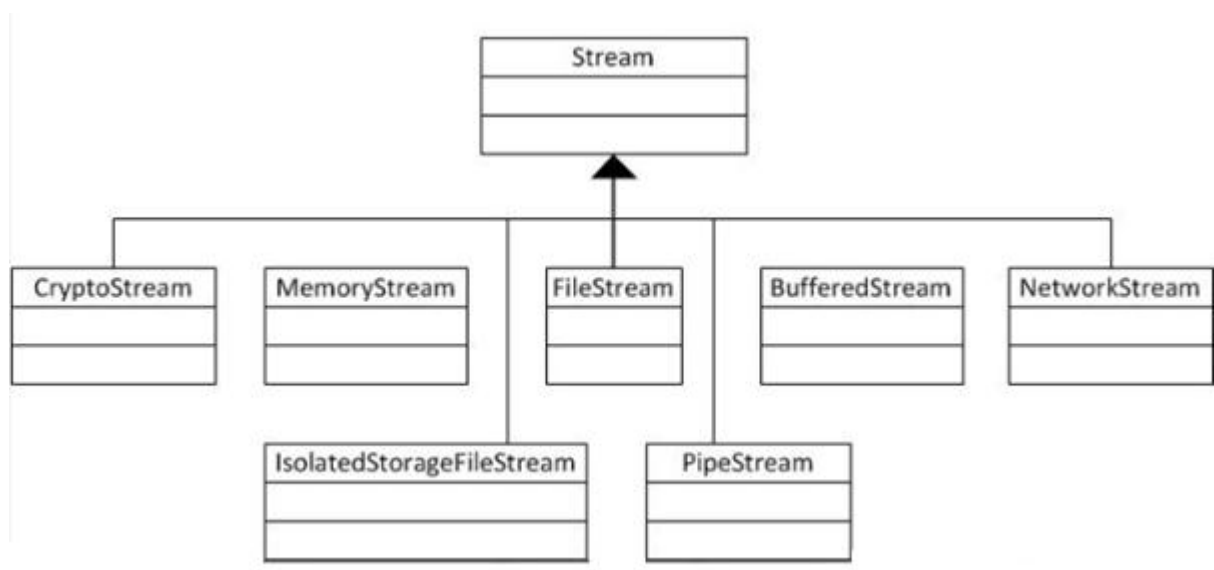 Stream
CryptoStream
MemoryStream
FileStream
BufferedStream
NetworkStream
IsolatedStorageFileStream
PipeStream